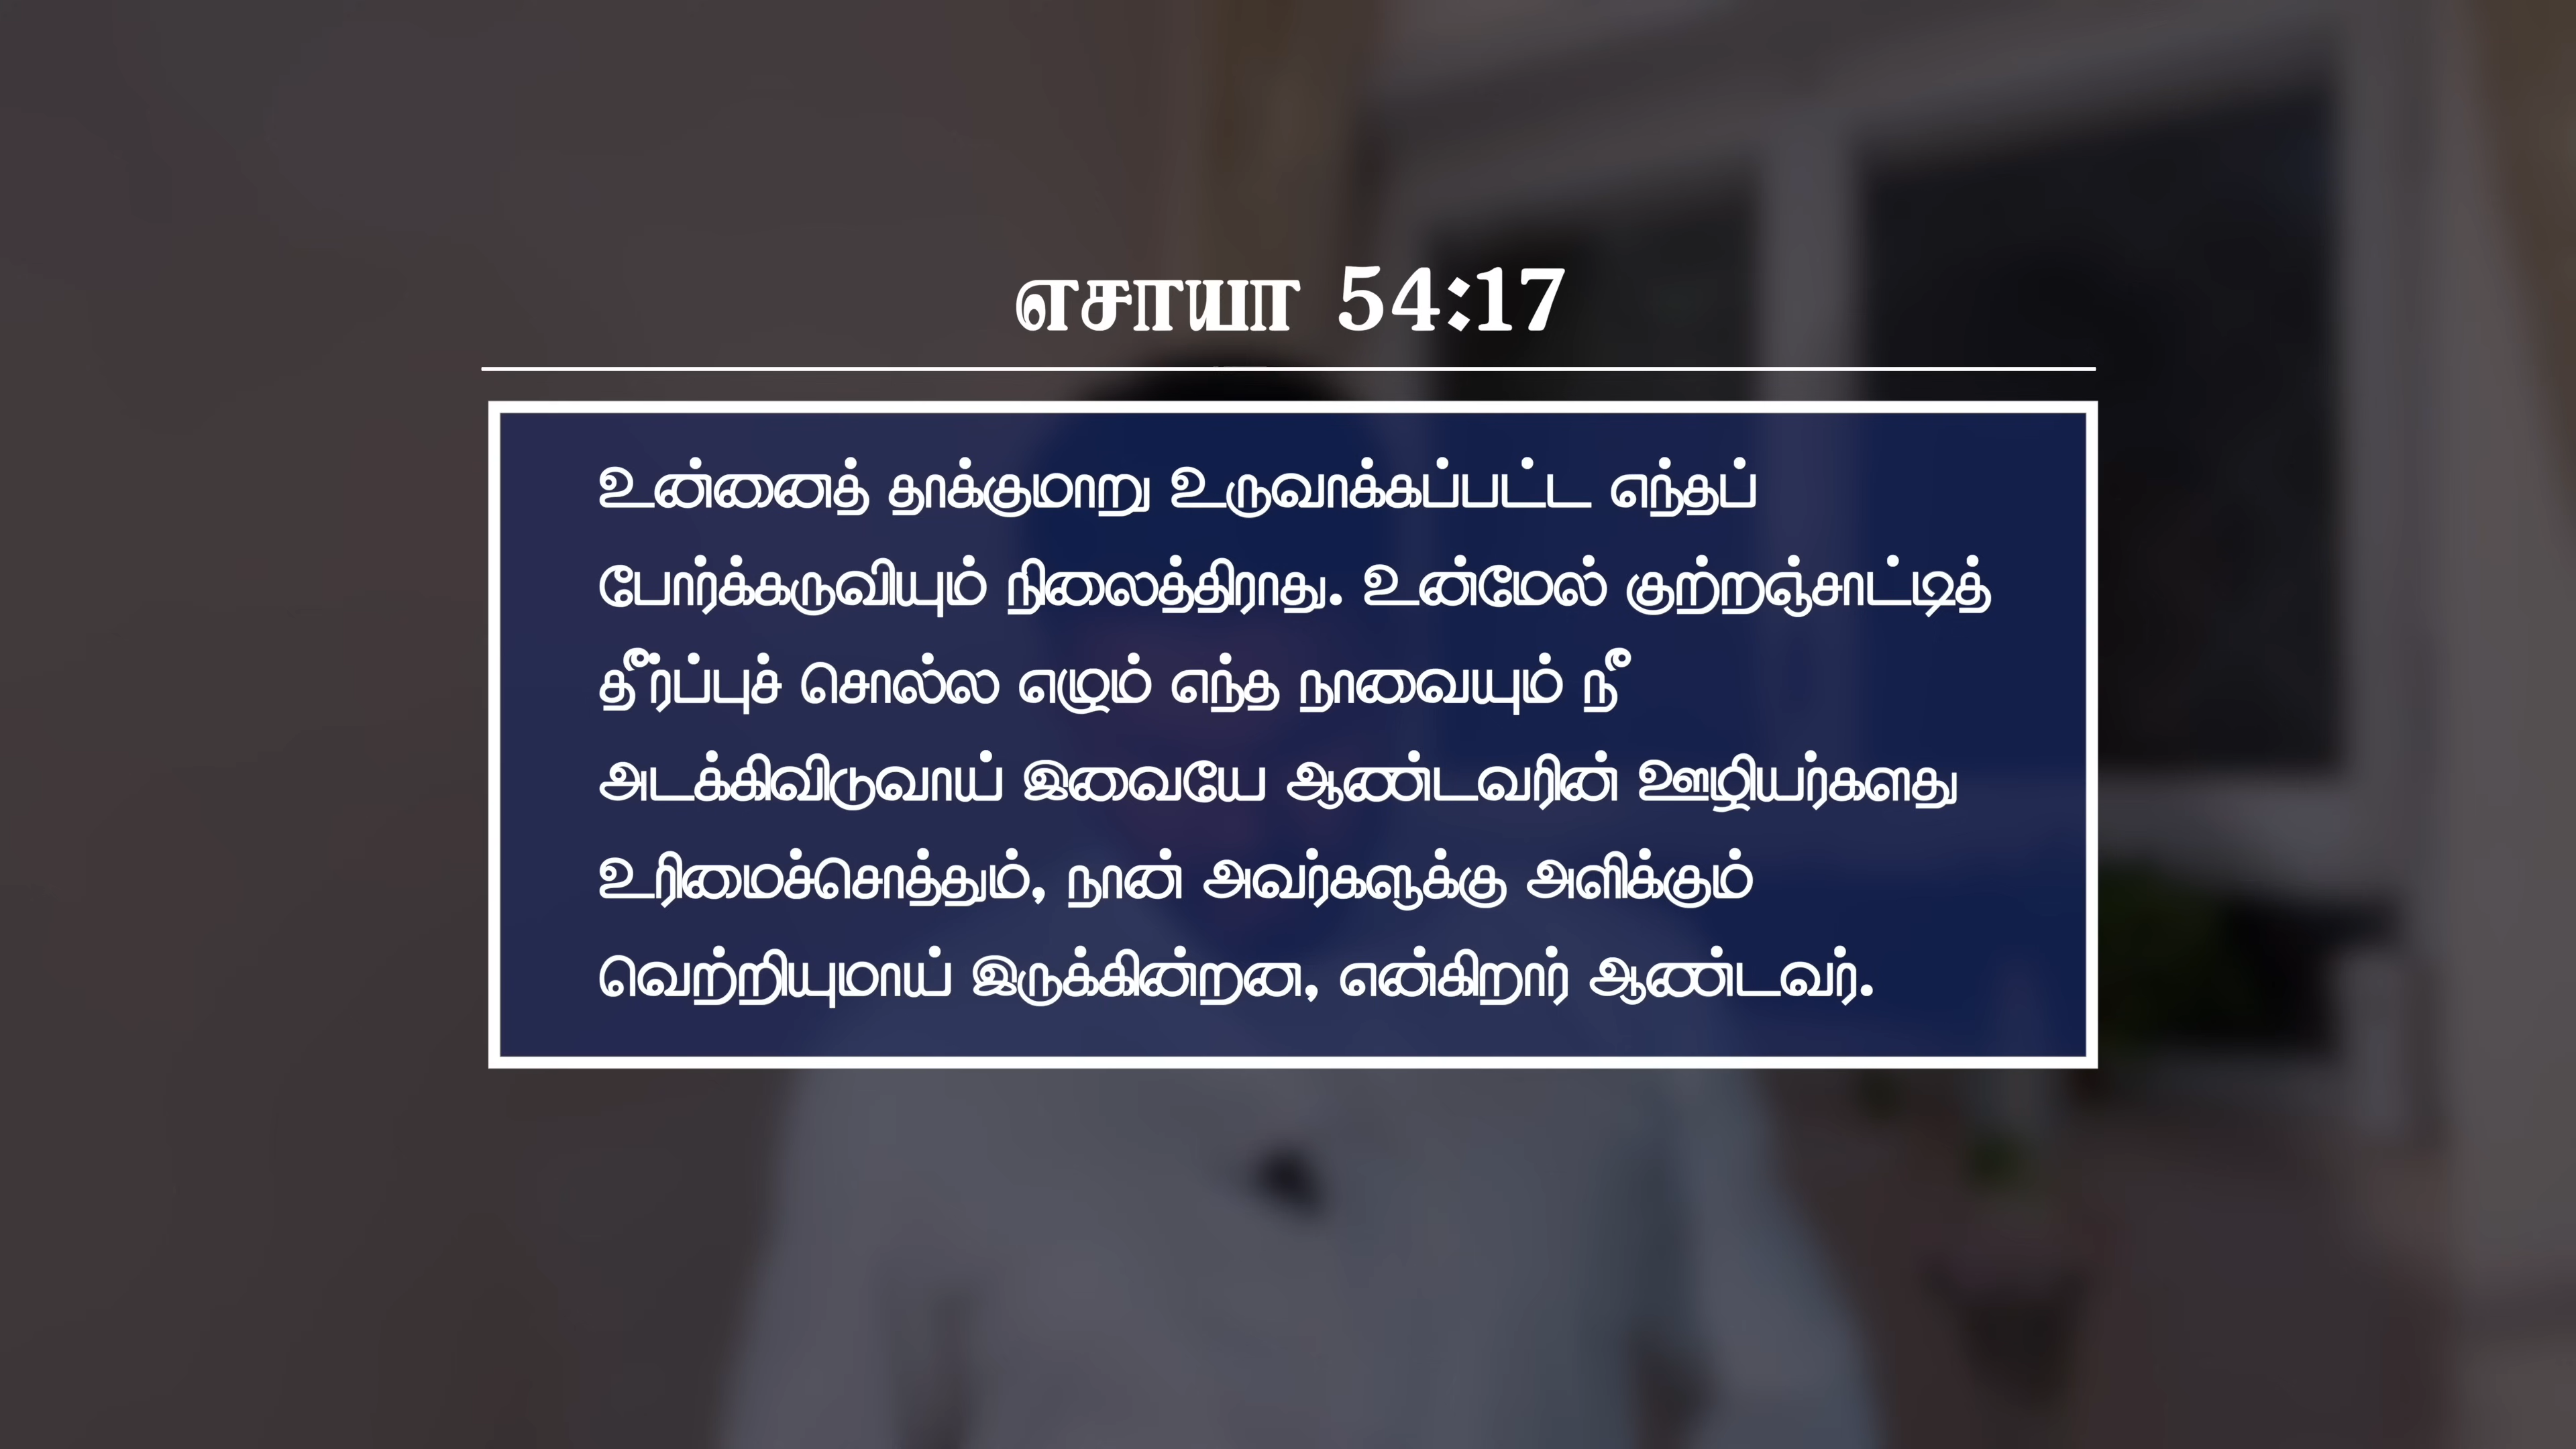 எசாயா 54:17
உன்னைத் தாக்குமாறு உருவாக்கப்பட்ட எந்தப்
போர்க்கருவியும் நிலைத்திராது. உன்மேல் குற்றஞ்சாட்டித்
தீர்ப்புச் சொல்ல எழும் எந்த நாவையும் நீ
அடக்கிவிடுவாய் இவையே ஆண்டவரின் ஊழியர்களது
உரிமைச்சொத்தும், நான் அவர்களுக்கு அளிக்கும்
வெற்றியுமாய் இருக்கின்றன, என்கிறார் ஆண்டவர்.